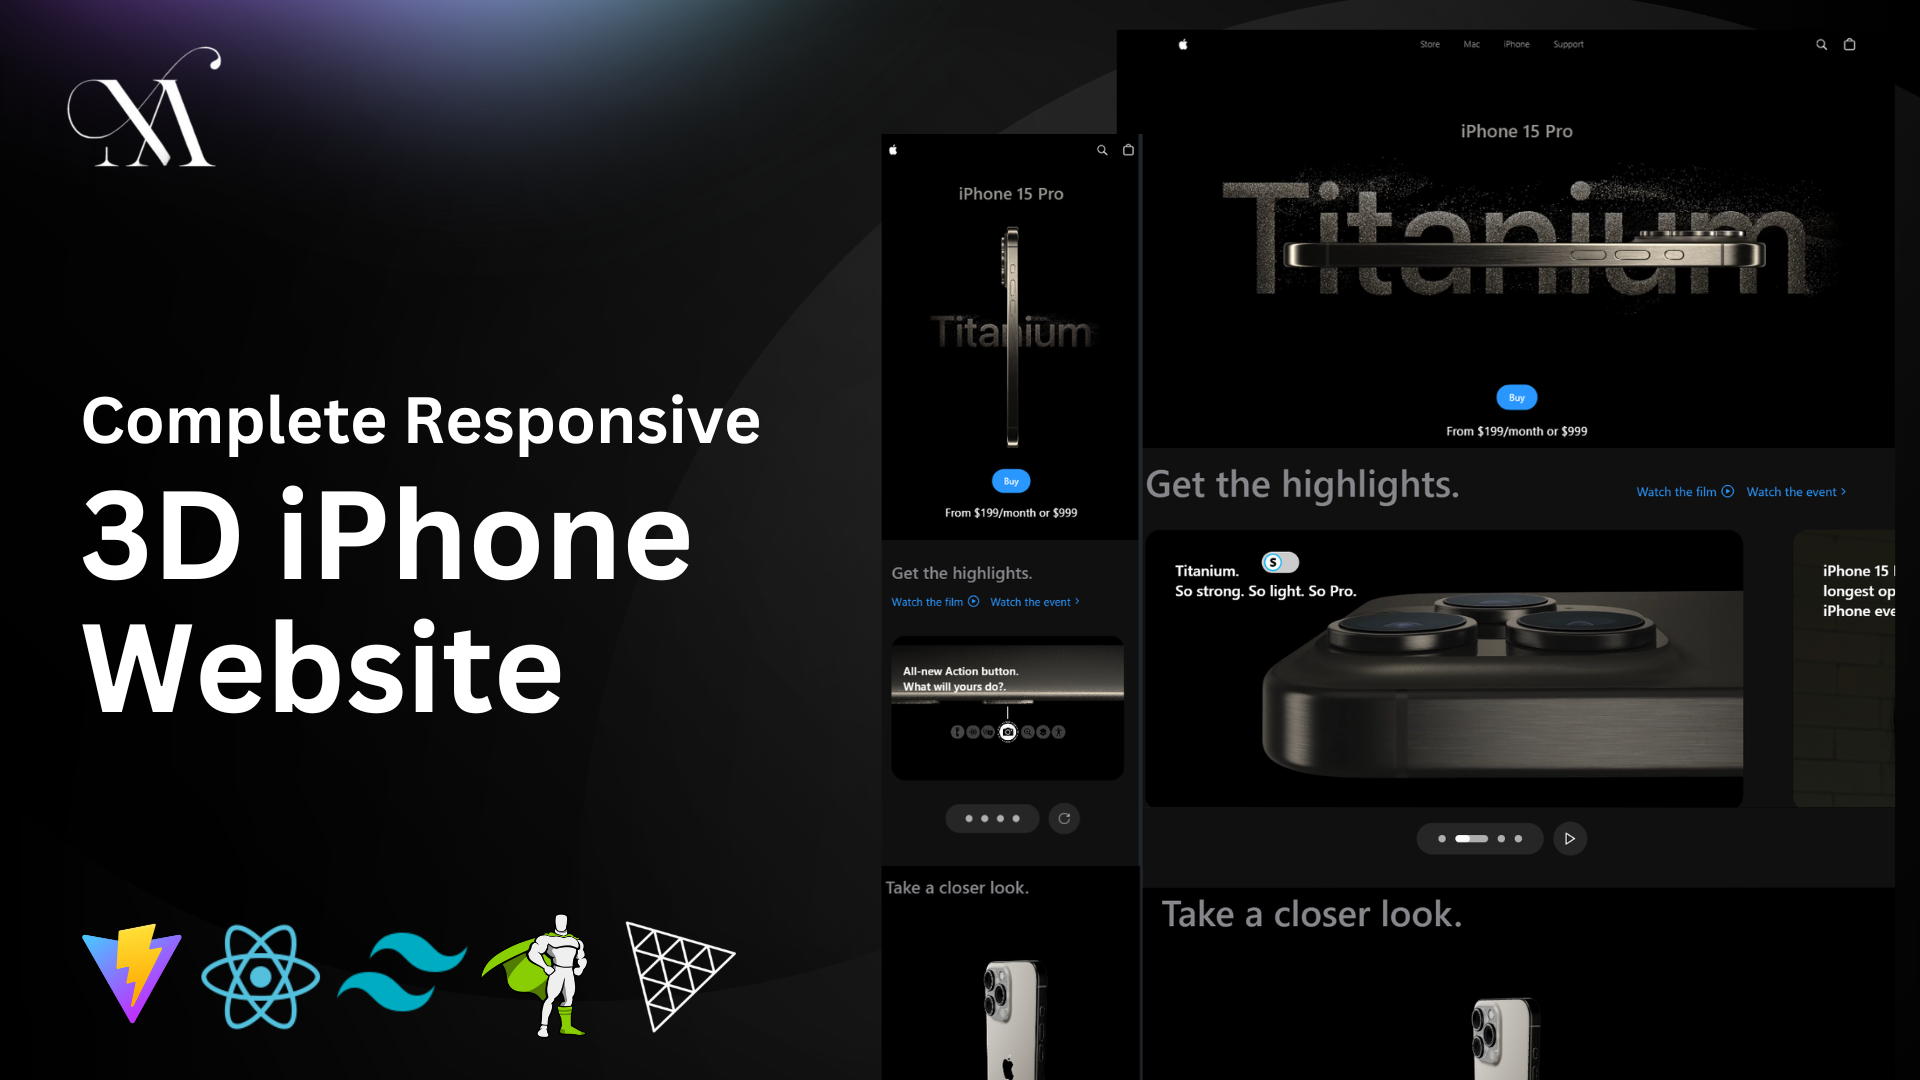 Complete Responsive
3D iPhone
Website
iPhone 15 Pro
Titanium
Buy
From $199/month or $999
Get the highlights.
Watch the film
Watch the event
All-new Action button.
What will yours do?.
Take a closer look.
Store Mac iPhone Support
iPhone 15 Pro
Titanium
Buy
From $199/month or $999
Get the highlights.
Watch the film Watch the event
Titanium.
S
So strong. So light. So Pro.
iPhone 15
longest op
iPhone eve
Take a closer look.